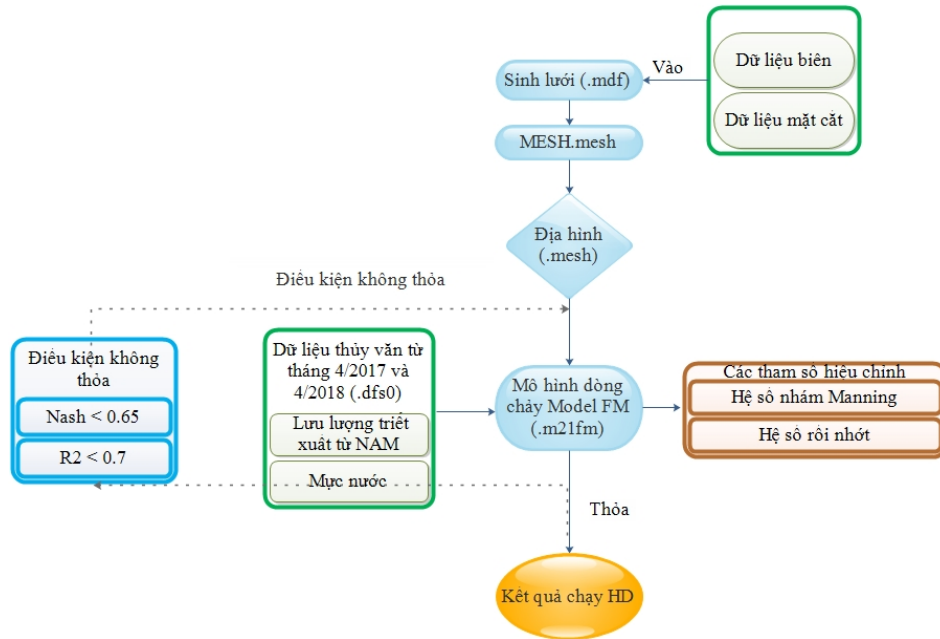 Dữ liệu biên
Vào
Sinh lưới (.mdf)
Dữ liệu mặt cắt
MESH.mesh
Địa hình
(.mesh)
Điều kiện không thỏa
Điều kiện không
thỏa
Nash < 0.65
R2 < 0.7
Dữ liệu thủy văn từ
tháng 4/2017 và
4/2018 (.dfs0)
Lưu lượng triết
xuất từ NAM
Mực nước
Mô hình dòng
chảy Model FM
(.m21fm)
Các tham số hiệu chỉnh
Hệ số nhám Manning
Hệ số rối nhớt
Thỏa
Kết quả chạy HD